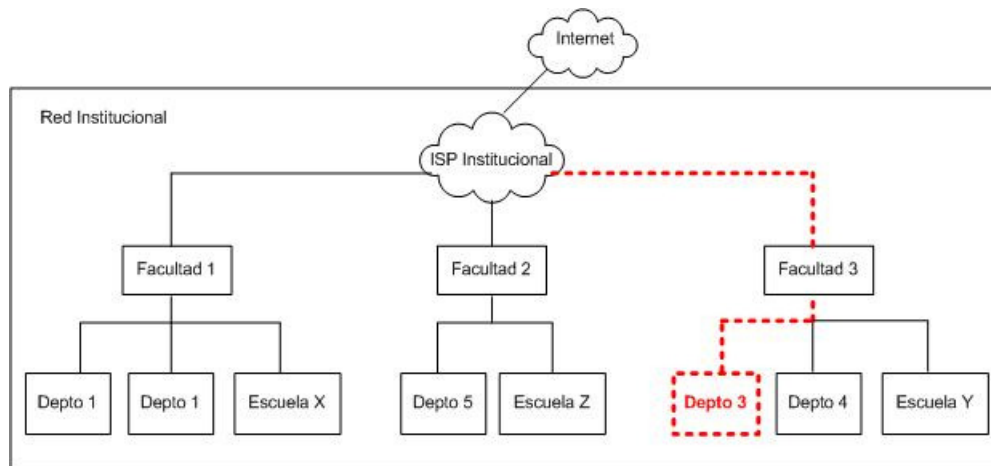 Internet
Red Institucional
ISP Institucional
Facultad 1
Facultad 2
Facultad 3
Depto 1
Depto 1
Escuela X
Depto 5
Escuela Z
Depto 3
Depto 4
Escuela Y